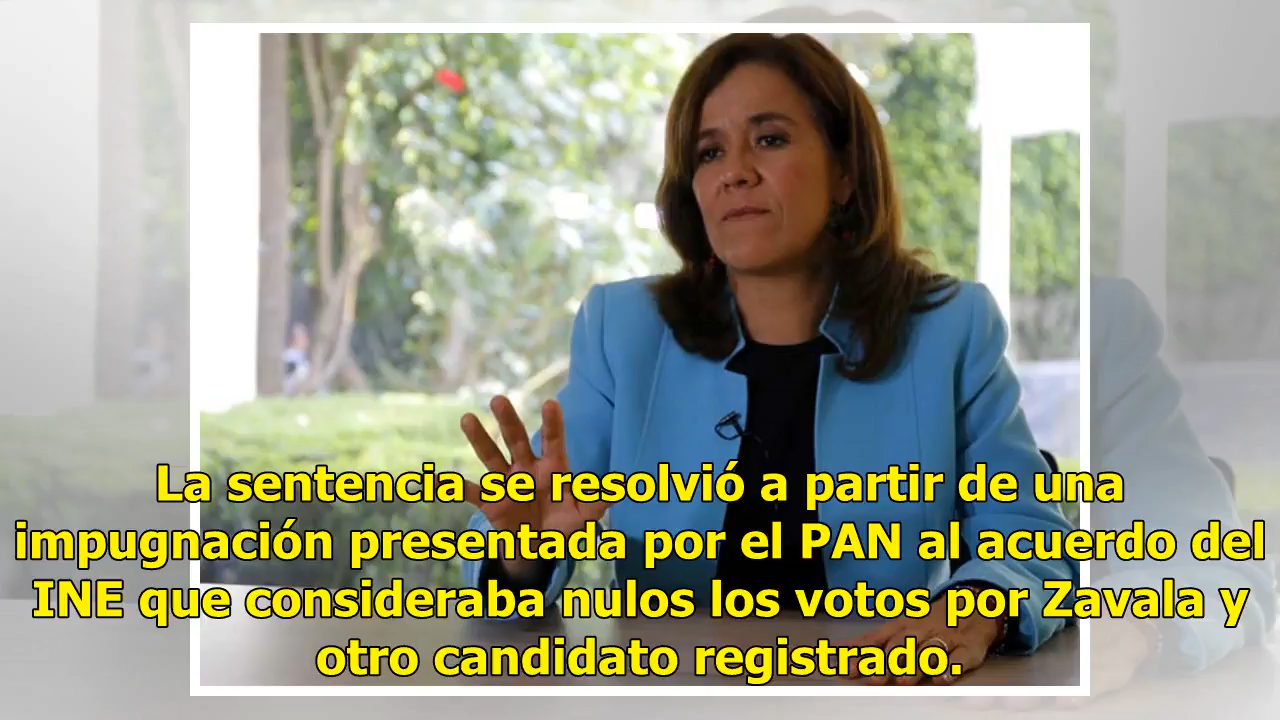 La sentencia se resolvió a partir de una
impugnación presentada por el PAN al acuerdo del
INE que consideraba nulos los votos por Zavala y
otro candidato registrado.